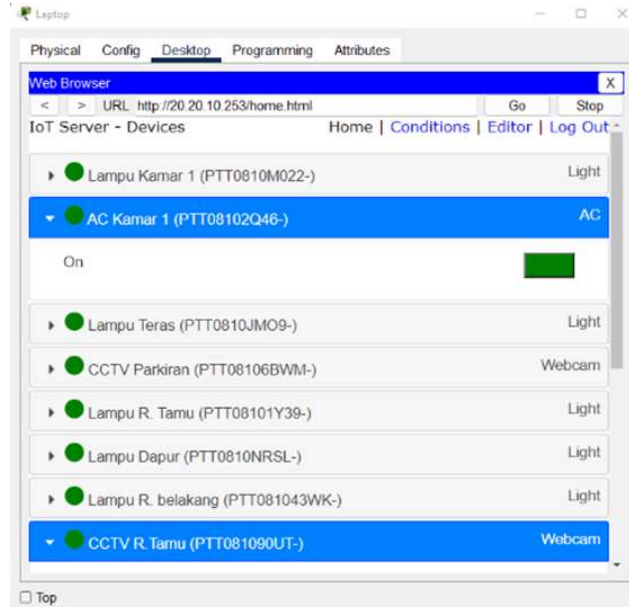 Laptop
Physical Config Desktop Programming Attributes
Web Browser X
< > URL http://20.20.10.253/home.html Go Stop
IoT Server - Devices Home | Conditions | Editor | Log Out
Lampu Kamar 1 (PTT0810M022-) Light
AC Kamar 1 (PTT08102Q46-) AC
On
Lampu Teras (PTT0810JMO9-) Light
CCTV Parkiran (PTT08106BWM-) Webcam
Lampu R. Tamu (PTT08101Y39-) Light
Lampu Dapur (PTT0810NRSL-) Light
Lampu R. belakang (PTT081043WK-) Light
CCTV R.Tamu (PTT081090UT-) Webcam
Top